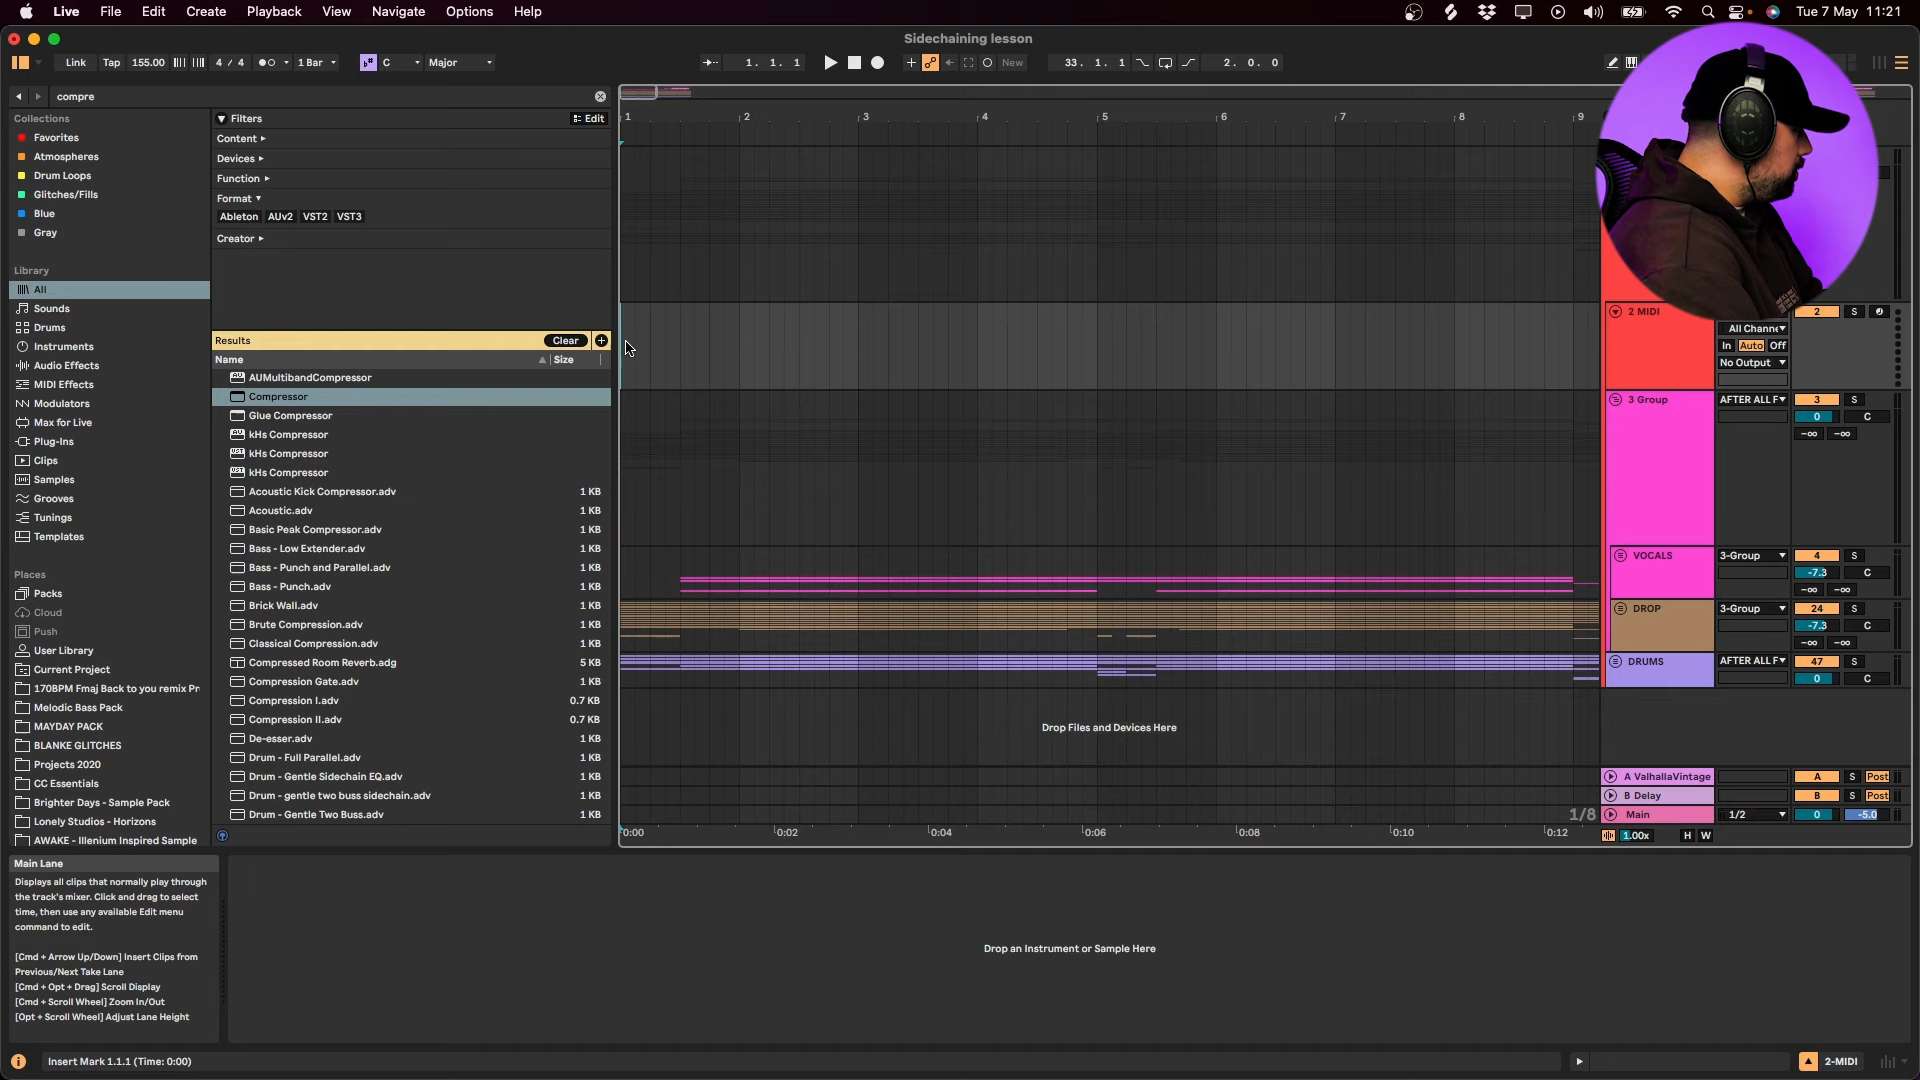 Live File Edit Create Playback View Navigate Options Help
Tue 7 May 11:21
Sidechaining lesson
Link Tap 155.00 4 / 4 1 Bar C Major
1. 1. 1
New
33. 1. 1
2. 0. 0
compre
Collections
Favorites
Atmospheres
Drum Loops
Glitches/Fills
Blue
Gray
Library
All
Sounds
Drums
Instruments
Audio Effects
MIDI Effects
Modulators
Max for Live
Plug-Ins
Clips
Samples
Grooves
Tunings
Templates
Places
Packs
Cloud
Push
User Library
Current Project
170BPM Fmaj Back to you remix Pr
Melodic Bass Pack
MAYDAY PACK
BLANKE GLITCHES
Projects 2020
CC Essentials
Brighter Days - Sample Pack
Lonely Studios - Horizons
AWAKE - Illenium Inspired Sample
Filters Edit
Content
Devices
Function
Format
Ableton AUv2 VST2 VST3
Creator
Results Clear
Name Size
AUMultibandCompressor
Compressor
Glue Compressor
kHs Compressor
kHs Compressor
kHs Compressor
Acoustic Kick Compressor.adv 1 KB
Acoustic.adv 1 KB
Basic Peak Compressor.adv 1 KB
Bass - Low Extender.adv 1 KB
Bass - Punch and Parallel.adv 1 KB
Bass - Punch.adv 1 KB
Brick Wall.adv 1 KB
Brute Compression.adv 1 KB
Classical Compression.adv 1 KB
Compressed Room Reverb.adg 5 KB
Compression Gate.adv 1 KB
Compression I.adv 0.7 KB
Compression II.adv 0.7 KB
De-esser.adv 1 KB
Drum - Full Parallel.adv 1 KB
Drum - Gentle Sidechain EQ.adv 1 KB
Drum - gentle two buss sidechain.adv 1 KB
Drum - Gentle Two Buss.adv 1 KB
1 2 3 4 5 6 7 8 9
2 MIDI 2 S
All Channe
In Auto Off
No Output
3 Group AFTER ALL F 3 S
0 C
-∞ -∞
VOCALS 3-Group 4 S
-7.3 C
-∞ -∞
DROP 3-Group 24 S
-7.3 C
-∞ -∞
DRUMS AFTER ALL F 47 S
0 C
Drop Files and Devices Here
A ValhallaVintage A S Post
B Delay B S Post
1/8 Main 1/2 0 -5.0
0:00 0:02 0:04 0:06 0:08 0:10 0:12
1.00x H W
Main Lane
Displays all clips that normally play through
the track's mixer. Click and drag to select
time, then use any available Edit menu
command to edit.
[Cmd + Arrow Up/Down] Insert Clips from
Previous/Next Take Lane
[Cmd + Opt + Drag] Scroll Display
[Cmd + Scroll Wheel] Zoom In/Out
[Opt + Scroll Wheel] Adjust Lane Height
Drop an Instrument or Sample Here
Insert Mark 1.1.1 (Time: 0:00)
2-MIDI